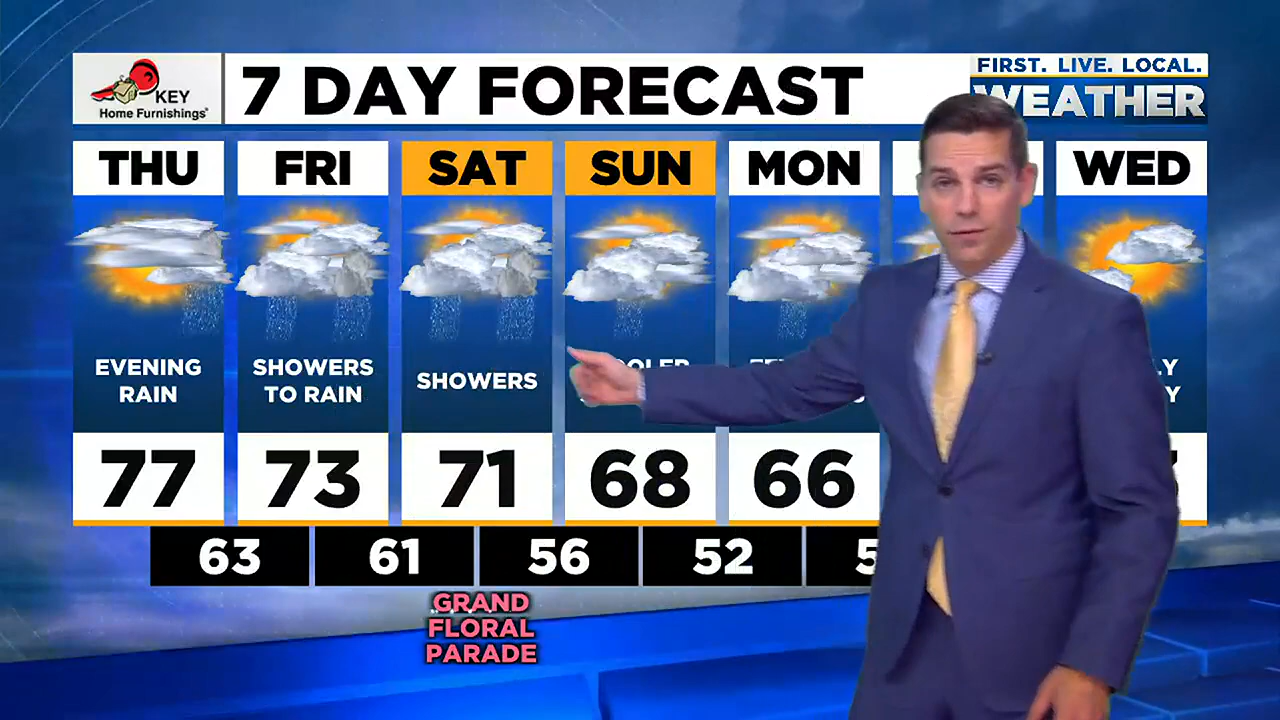 KEY
Home Furnishings
7 DAY FORECAST
FIRST. LIVE. LOCAL.
WEATHER
THU
FRI
SAT
SUN
MON
WED
EVENING
RAIN
SHOWERS
TO RAIN
SHOWERS
77
73
71
68
66
63
61
56
52
GRAND
FLORAL
PARADE